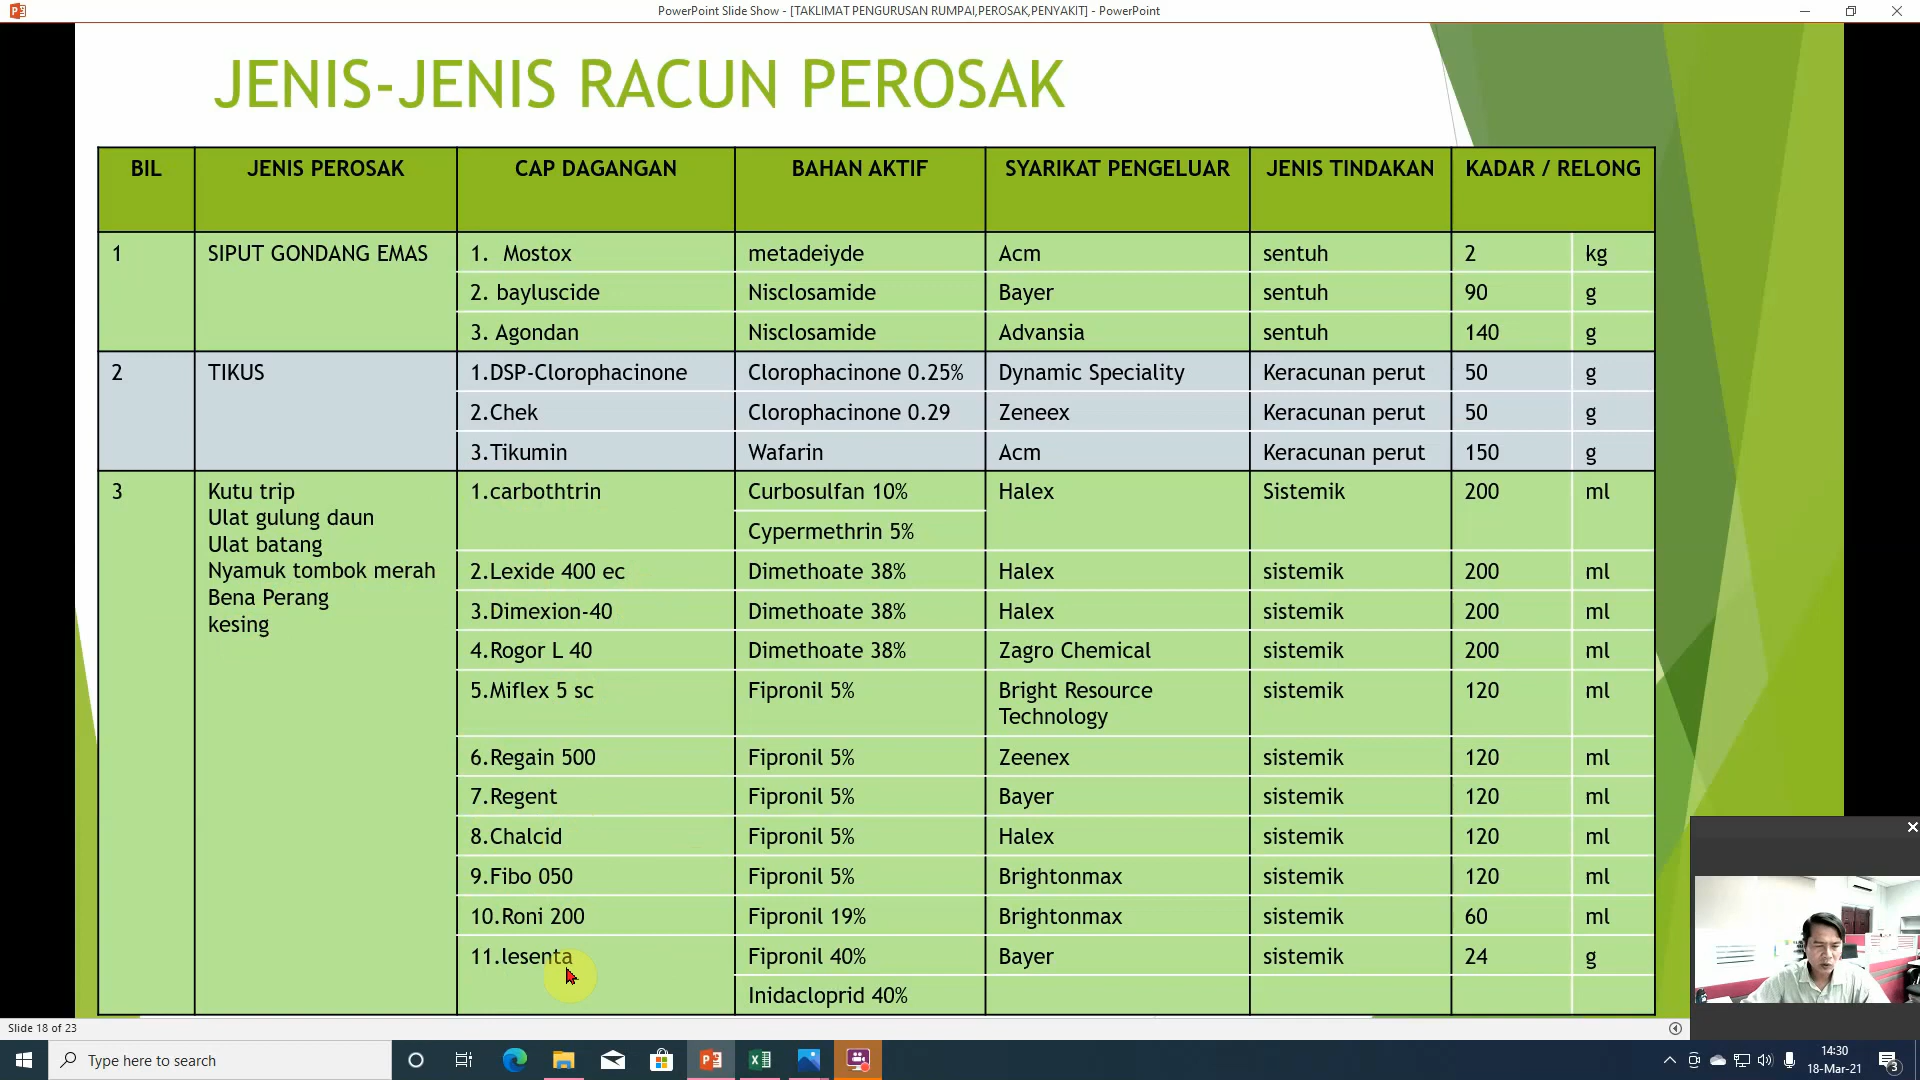 PowerPoint Slide Show - [TAKLIMAT PENGURUSAN RUMPAI,PEROSAK,PENYAKIT] - PowerPoint
JENIS-JENIS RACUN PEROSAK
BIL JENIS PEROSAK CAP DAGANGAN BAHAN AKTIF SYARIKAT PENGELUAR JENIS TINDAKAN KADAR / RELONG
1 SIPUT GONDANG EMAS 1. Mostox metadeiyde Acm sentuh 2 kg
2. bayluscide Nisclosamide Bayer sentuh 90 g
3. Agondan Nisclosamide Advansia sentuh 140 g
2 TIKUS 1.DSP-Clorophacinone Clorophacinone 0.25% Dynamic Speciality Keracunan perut 50 g
2.Chek Clorophacinone 0.29 Zeneex Keracunan perut 50 g
3.Tikumin Wafarin Acm Keracunan perut 150 g
3 Kutu trip 1.carbothtrin Curbosulfan 10% Halex Sistemik 200 ml
Ulat gulung daun
Cypermethrin 5%
Ulat batang
Nyamuk tombok merah 2.Lexide 400 ec Dimethoate 38% Halex sistemik 200 ml
Bena Perang 3.Dimexion-40 Dimethoate 38% Halex sistemik 200 ml
kesing
4.Rogor L 40 Dimethoate 38% Zagro Chemical sistemik 200 ml
5.Miflex 5 sc Fipronil 5% Bright Resource sistemik 120 ml
Technology
6.Regain 500 Fipronil 5% Zeenex sistemik 120 ml
7.Regent Fipronil 5% Bayer sistemik 120 ml
8.Chalcid Fipronil 5% Halex sistemik 120 ml
9.Fibo 050 Fipronil 5% Brightonmax sistemik 120 ml
10.Roni 200 Fipronil 19% Brightonmax sistemik 60 ml
11.lesenta Fipronil 40% Bayer sistemik 24 g
Inidacloprid 40%
Slide 18 of 23
Type here to search
14:30
18-Mar-21
3